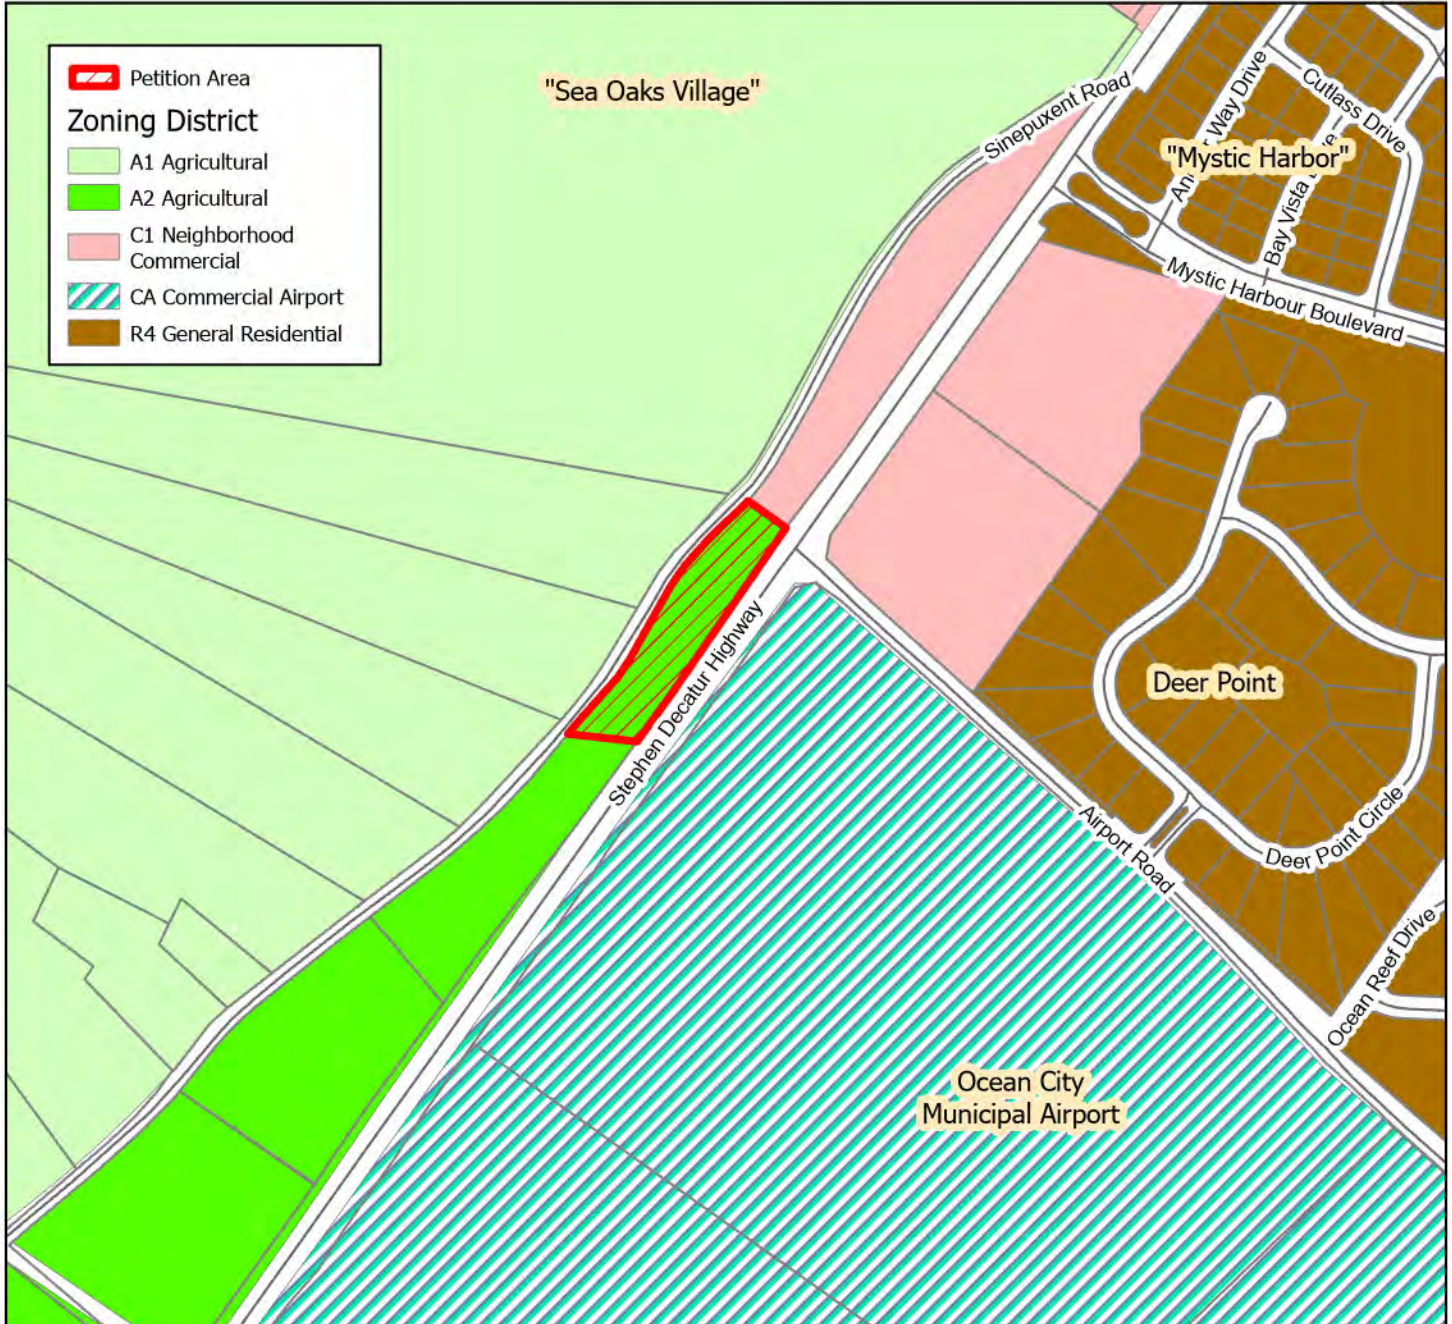 Petition Area
Zoning District
A1 Agricultural
A2 Agricultural
C1 Neighborhood
Commercial
CA Commercial Airport
R4 General Residential
"Sea Oaks Village"
Sinepuxent Road
Way Drive
Cutlass Drive
"Mystic Harbor"
Bay Vista
Mystic Harbour Boulevard
Stephen Decatur Highway
Deer Point
Deer Point Circle
Airport Road
Ocean Reef Drive
Ocean City
Municipal Airport